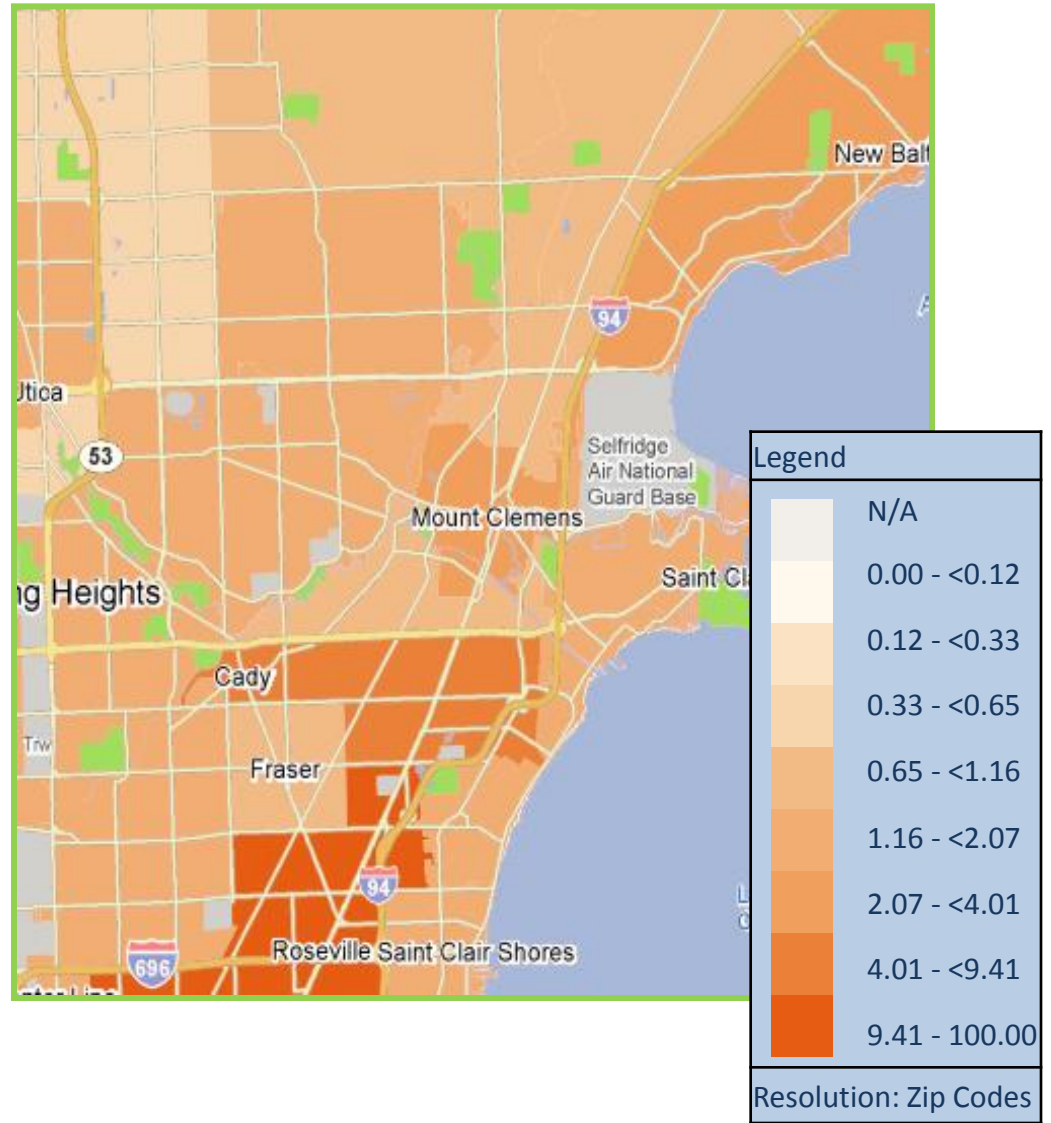 New Balt
94
Utica
53
Selfridge
Air National
Guard Base
Mount Clemens
Saint Cl
ng Heights
Cady
Trw
Fraser
94
Roseville Saint Clair Shores
696
Legend
N/A
0.00 - <0.12
0.12 - <0.33
0.33 - <0.65
0.65 - <1.16
1.16 - <2.07
2.07 - <4.01
4.01 - <9.41
9.41 - 100.00
Resolution: Zip Codes